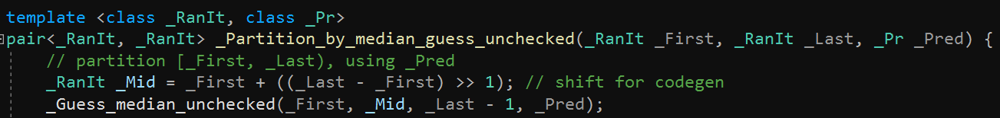 template <class _RanIt, class _Pr>
pair<_RanIt, _RanIt> _Partition_by_median_guess_unchecked(_RanIt _First, _RanIt _Last, _Pr _Pred) {
// partition [_First, _Last), using _Pred
_RanIt _Mid = _First + ((_Last - _First) >> 1); // shift for codegen
_Guess_median_unchecked(_First, _Mid, _Last - 1, _Pred);